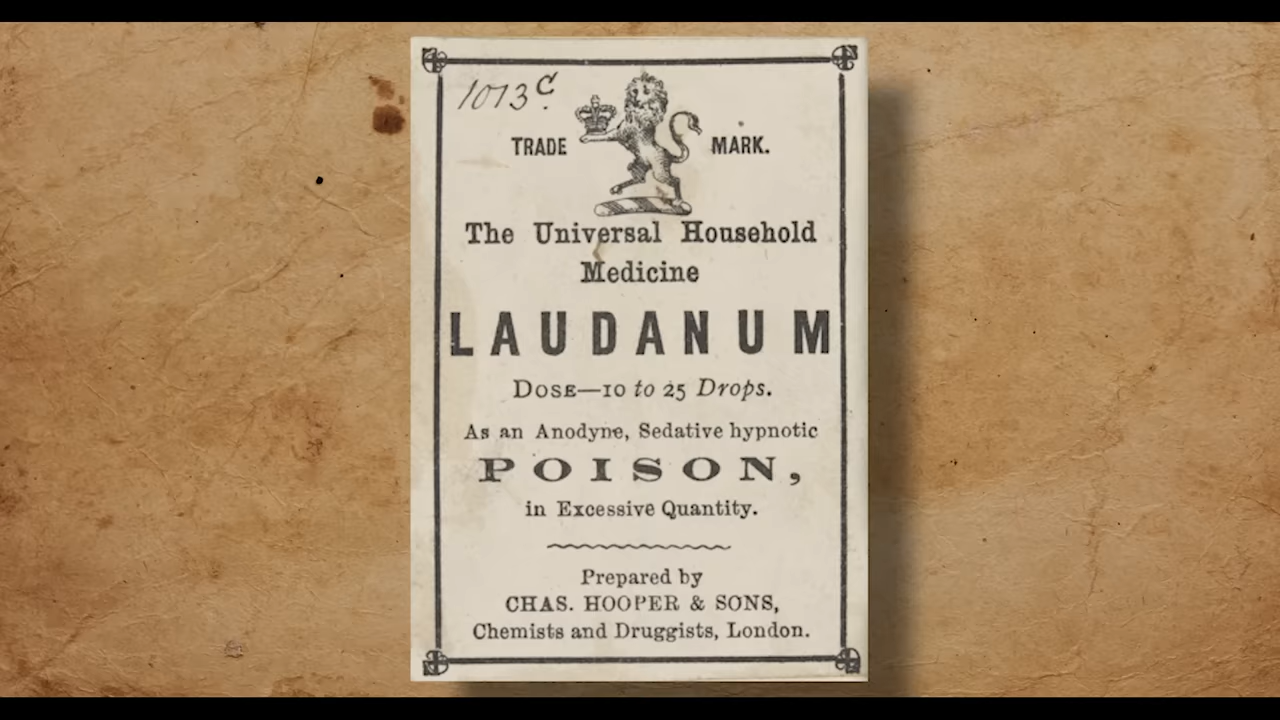 1013 c.
TRADE MARK.
The Universal Household
Medicine
LAUDANUM
DOSE—10 to 25 Drops.
As an Anodyne, Sedative hypnotic
POISON,
in Excessive Quantity.
Prepared by
CHAS. HOOPER & SONS,
Chemists and Druggists, London.